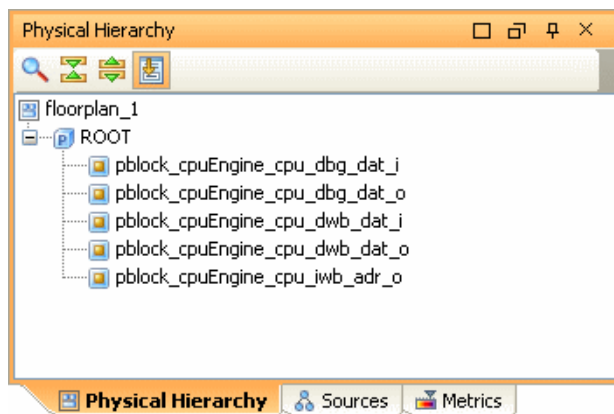 Physical Hierarchy
floorplan_1
ROOT
pblock_cpuEngine_cpu_dbg_dat_i
pblock_cpuEngine_cpu_dbg_dat_o
pblock_cpuEngine_cpu_dwb_dat_i
pblock_cpuEngine_cpu_dwb_dat_o
pblock_cpuEngine_cpu_iwb_adr_o
Physical Hierarchy Sources Metrics